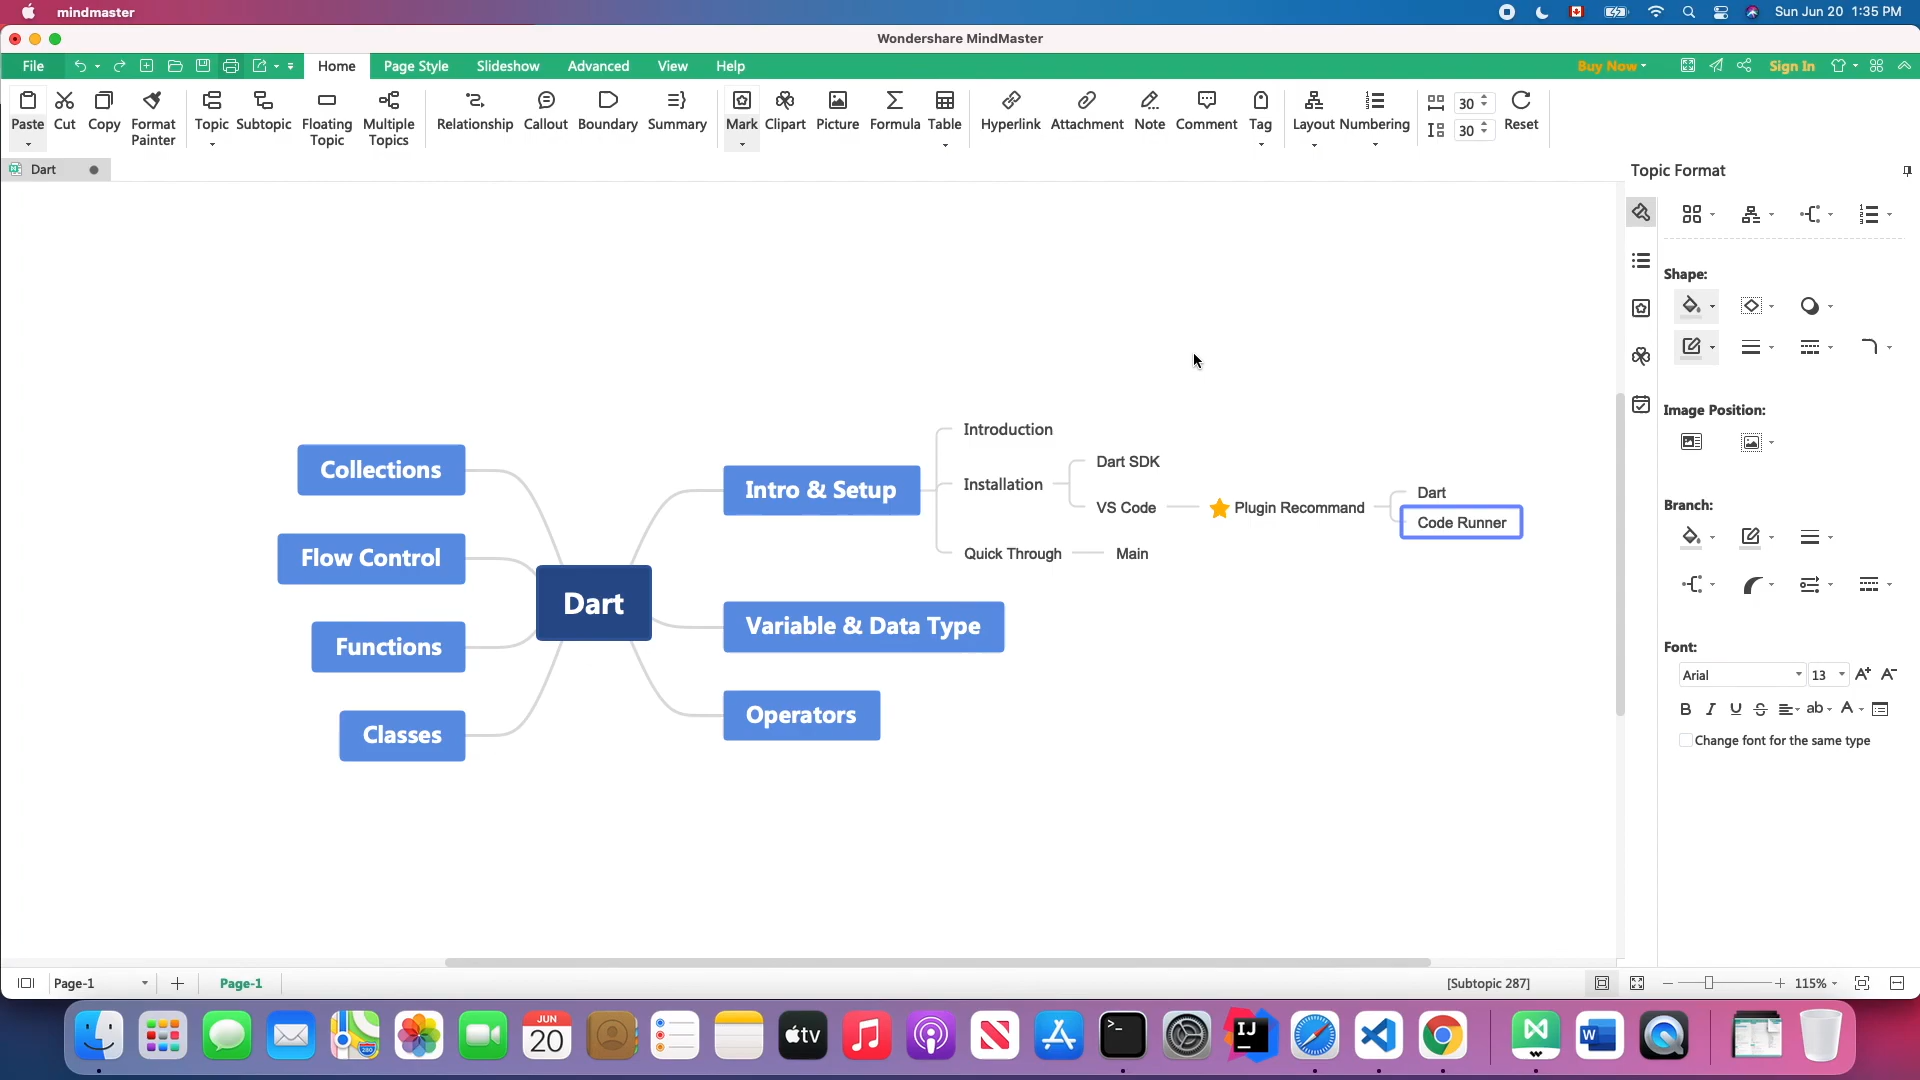 mindmaster
Sun Jun 20 1:35 PM
Wondershare MindMaster
File
Home
Page Style
Slideshow
Advanced
View
Help
Buy Now
Sign In
Paste
Cut
Copy
Format
Painter
Topic
Subtopic
Floating
Topic
Multiple
Topics
Relationship
Callout
Boundary
Summary
Mark
Clipart
Picture
Formula
Table
Hyperlink
Attachment
Note
Comment
Tag
Layout
Numbering
30
30
Reset
Dart
Topic Format
Shape:
Image Position:
Branch:
Font:
Arial
13
A+
A-
B I U S ab A
Change font for the same type
Collections
Flow Control
Functions
Classes
Dart
Intro & Setup
Variable & Data Type
Operators
Introduction
Installation
Quick Through
Main
Dart SDK
VS Code
Plugin Recommand
Dart
Code Runner
Page-1
Page-1
[Subtopic 287]
115%
JUN
20
tv
>_
IJ
W